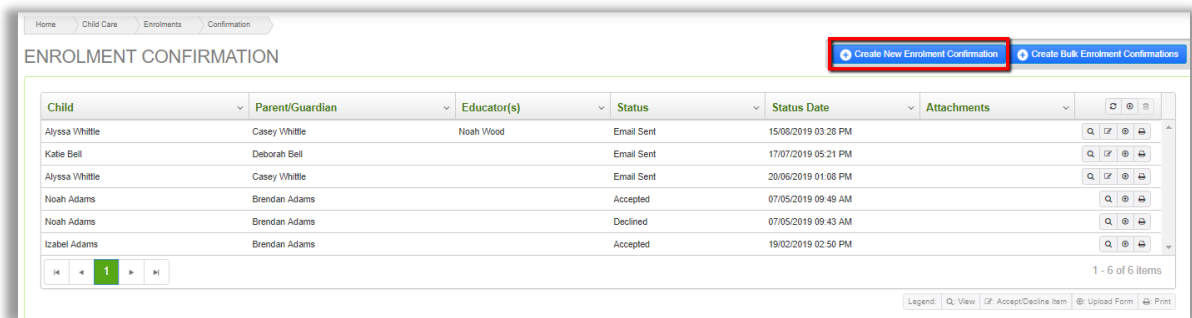 Home Child Care Enrolments Confirmation
ENROLMENT CONFIRMATION
Create New Enrolment Confirmation Create Bulk Enrolment Confirmations
Child Parent/Guardian Educator(s) Status Status Date Attachments
Alyssa Whittle Casey Whittle Noah Wood Email Sent 15/08/2019 03:28 PM
Katie Bell Deborah Bell Email Sent 17/07/2019 05:21 PM
Alyssa Whittle Casey Whittle Email Sent 20/06/2019 01:08 PM
Noah Adams Brendan Adams Accepted 07/05/2019 09:49 AM
Noah Adams Brendan Adams Declined 07/05/2019 09:43 AM
Izabel Adams Brendan Adams Accepted 19/02/2019 02:50 PM
1 1 - 6 of 6 items
Legend: : View : Accept/Decline Item : Upload Form : Print